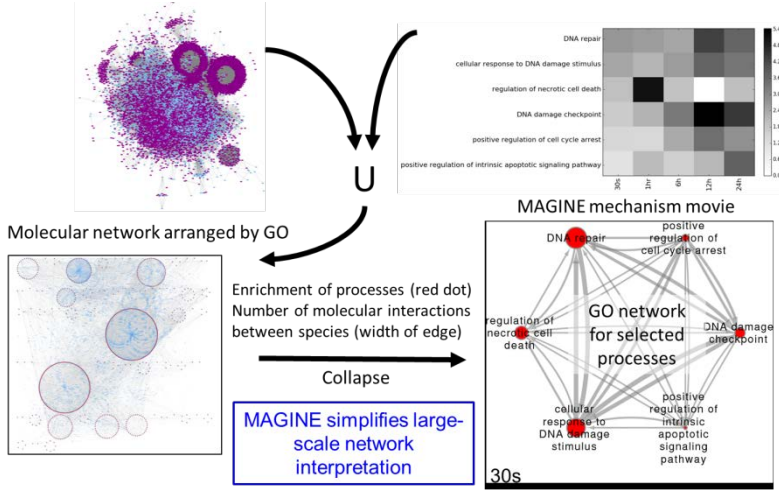 DNA repair
cellular response to DNA damage stimulus
regulation of necrotic cell death
DNA damage checkpoint
positive regulation of cell cycle arrest
positive regulation of intrinsic apoptotic signaling pathway
30s
1hr
6h
12h
24h
U
MAGINE mechanism movie
Molecular network arranged by GO
Enrichment of processes (red dot)
Number of molecular interactions
between species (width of edge)
Collapse
MAGINE simplifies large-
scale network
interpretation
DNA repair
positive
regulation of
cell cycle arrest
regulation of
necrotic cell
death
GO network
for selected
processes
DNA damage
checkpoint
cellular
response to
DNA damage
stimulus
positive
regulation of
intrinsic
apoptotic
signaling
pathway
30s